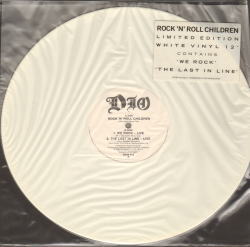 ROCK 'N' ROLL CHILDREN
LIMITED EDITION
WHITE VINYL 12"
CONTAINS
'WE ROCK'
'THE LAST IN LINE'
DIO
ROCK 'N' ROLL CHILDREN
1. WE ROCK - LIVE
2. THE LAST IN LINE - LIVE